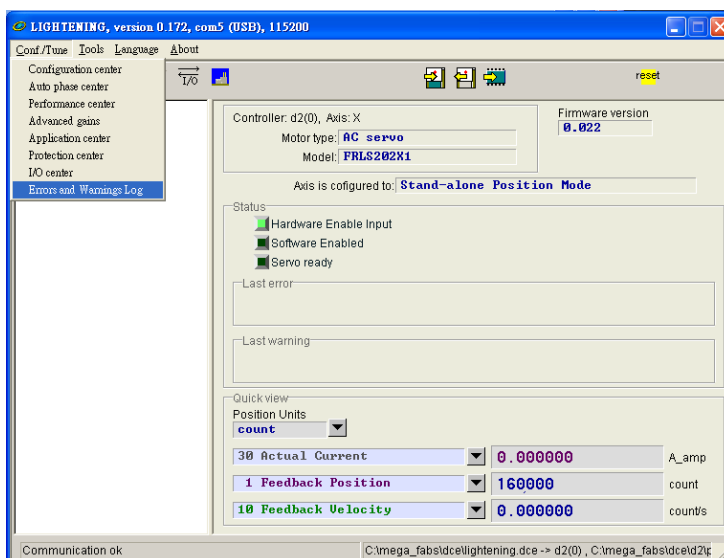 LIGHTENING, version 0.172, com5 (USB), 115200
Conf./Tune Tools Language About
Configuration center
Auto phase center
Performance center
Advanced gains
Application center
Protection center
I/O center
Errors and Warnings Log
I/O
reset
Controller: d2(0), Axis: X
Motor type: AC servo
Model: FRLS202X1
Firmware version
0.022
Axis is cofigured to: Stand-alone Position Mode
Status
Hardware Enable Input
Software Enabled
Servo ready
Last error
Last warning
Quick view
Position Units
count
30 Actual Current 0.000000 A_amp
1 Feedback Position 160000 count
10 Feedback Velocity 0.000000 count/s
Communication ok C:\mega_fabs\dce\lightening.dce -> d2(0) , C:\mega_fabs\dce\d2\